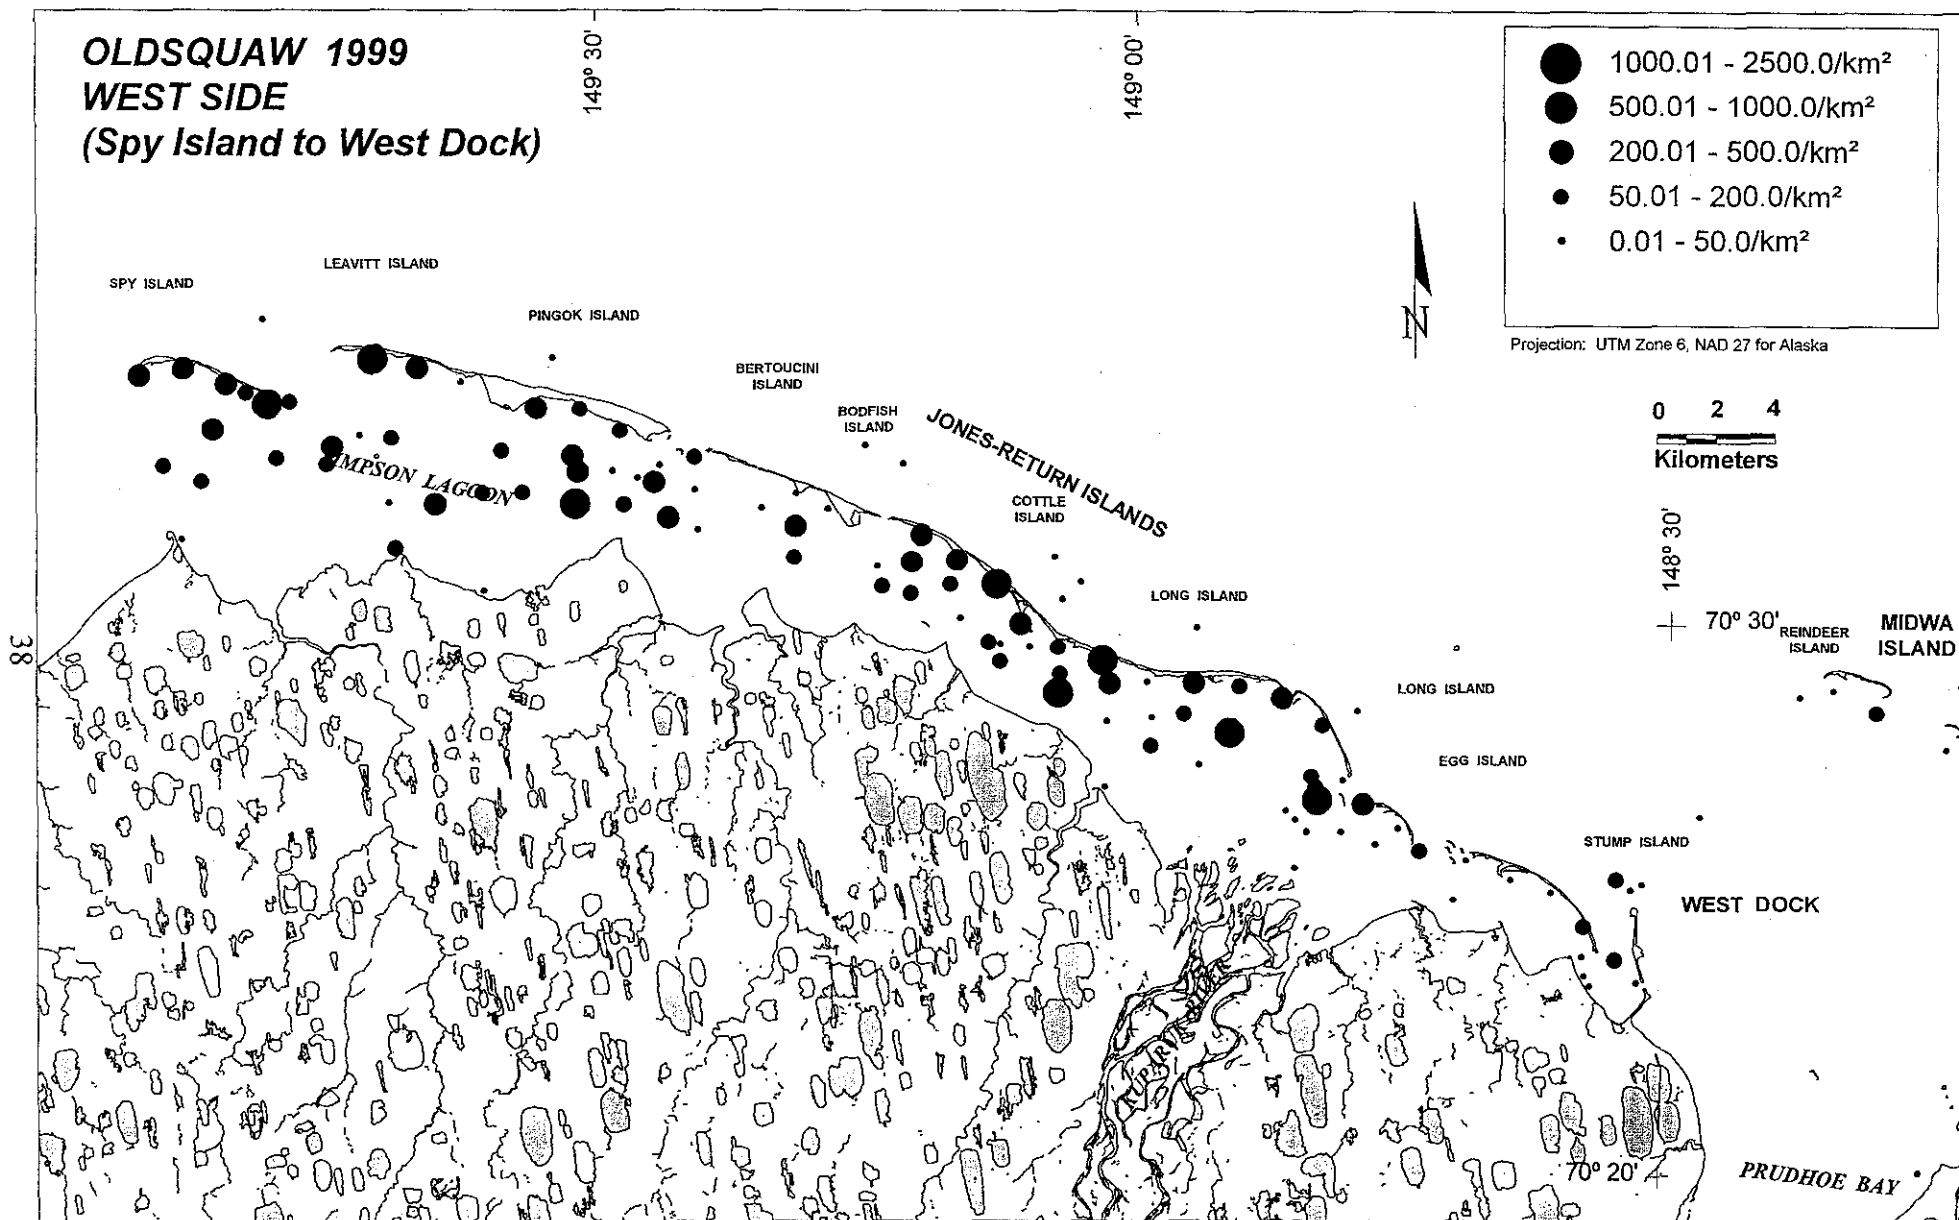 OLDSQUAW 1999
WEST SIDE
(Spy Island to West Dock)
149° 30'
149° 00'
1000.01 - 2500.0/km²
500.01 - 1000.0/km²
200.01 - 500.0/km²
50.01 - 200.0/km²
0.01 - 50.0/km²
Projection: UTM Zone 6, NAD 27 for Alaska
N
0 2 4
Kilometers
SPY ISLAND
LEAVITT ISLAND
PINGOK ISLAND
BERTOUCINI
ISLAND
BODFISH
ISLAND
JONES-RETURN ISLANDS
COTTLE
ISLAND
LONG ISLAND
IMPSON LAGOON
148° 30'
70° 30'
REINDEER
ISLAND
MIDWA
ISLAND
LONG ISLAND
EGG ISLAND
STUMP ISLAND
WEST DOCK
KUPARUK RIVER
70° 20'
PRUDHOE BAY
38